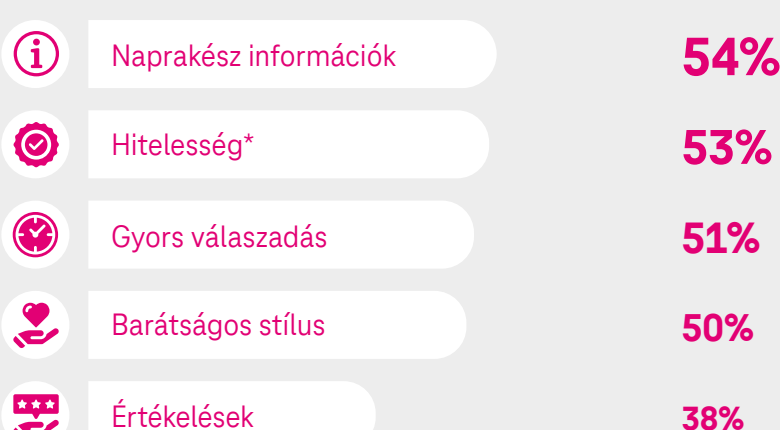 Naprakész információk 54%
Hitelesség* 53%
Gyors válaszadás 51%
Barátságos stílus 50%
Értékelések 38%